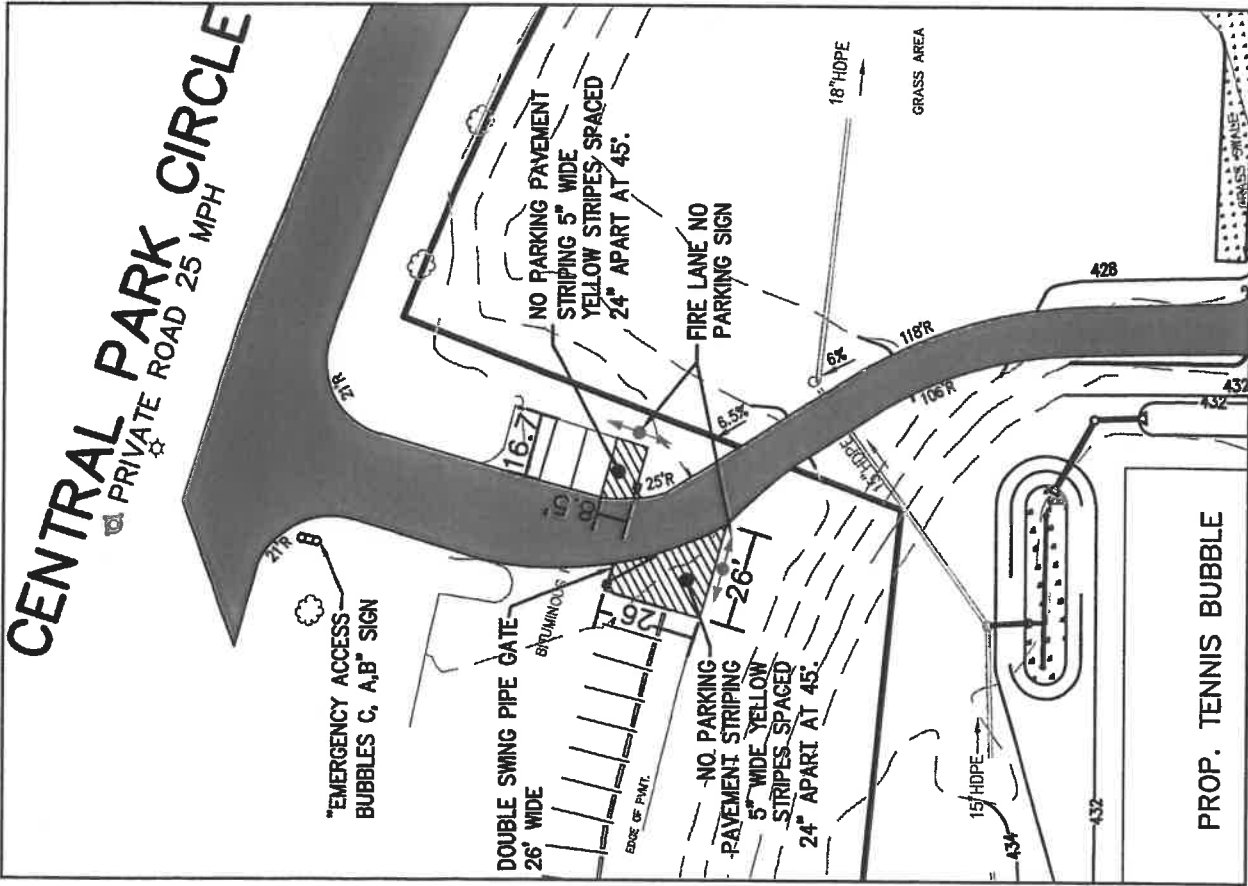 CENTRAL PARK CIRCLE
PRIVATE ROAD 25 MPH
21'R
21'R
"EMERGENCY ACCESS
BUBBLES C, A,B" SIGN
NO PARKING PAVEMENT
STRIPING 5" WIDE
YELLOW STRIPES SPACED
24" APART AT 45°.
18"HDPE
GRASS AREA
FIRE LANE NO
PARKING SIGN
16.7
8.5'
25'R
6.5%
6%
118'R
106'R
428
DOUBLE SWING PIPE GATE
26' WIDE
26'
26'
EDGE OF PVMT.
NO PARKING
PAVEMENT STRIPING
5" WIDE YELLOW
STRIPES SPACED
24" APART AT 45°.
15"HDPE
15"HDPE
GRASS SWALE
432
432
432
434
PROP. TENNIS BUBBLE